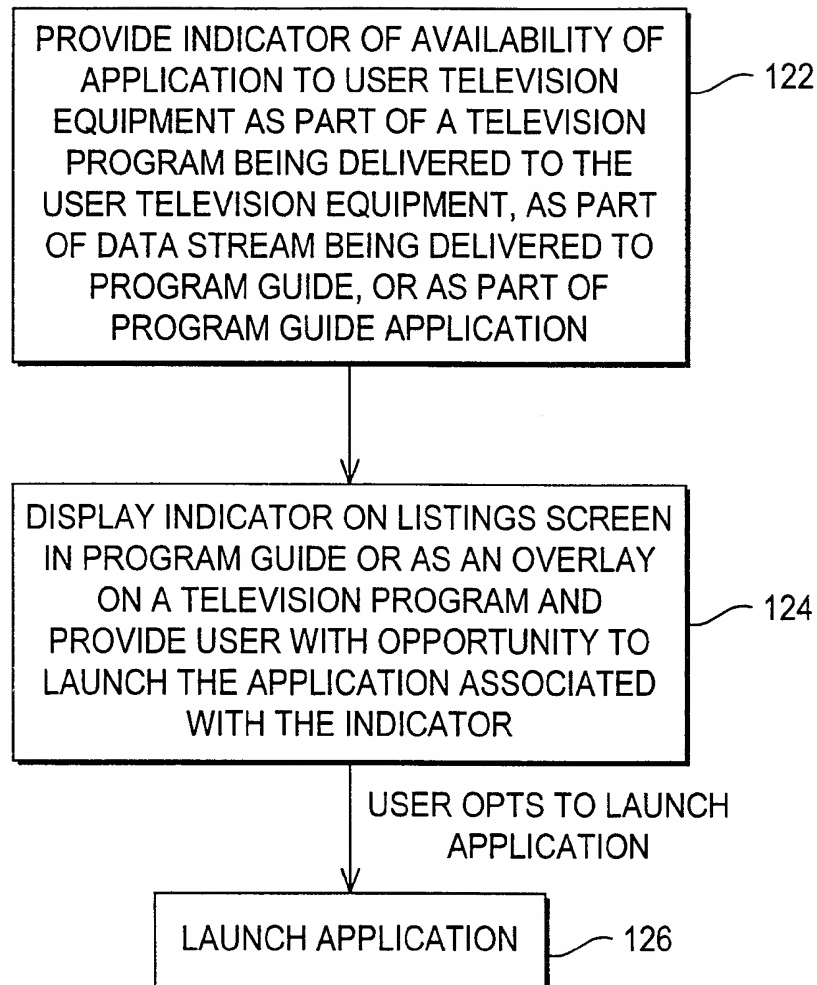 PROVIDE INDICATOR OF AVAILABILITY OF
APPLICATION TO USER TELEVISION
EQUIPMENT AS PART OF A TELEVISION
PROGRAM BEING DELIVERED TO THE
USER TELEVISION EQUIPMENT, AS PART
OF DATA STREAM BEING DELIVERED TO
PROGRAM GUIDE, OR AS PART OF
PROGRAM GUIDE APPLICATION
122
DISPLAY INDICATOR ON LISTINGS SCREEN
IN PROGRAM GUIDE OR AS AN OVERLAY
ON A TELEVISION PROGRAM AND
PROVIDE USER WITH OPPORTUNITY TO
LAUNCH THE APPLICATION ASSOCIATED
WITH THE INDICATOR
124
USER OPTS TO LAUNCH
APPLICATION
LAUNCH APPLICATION
126